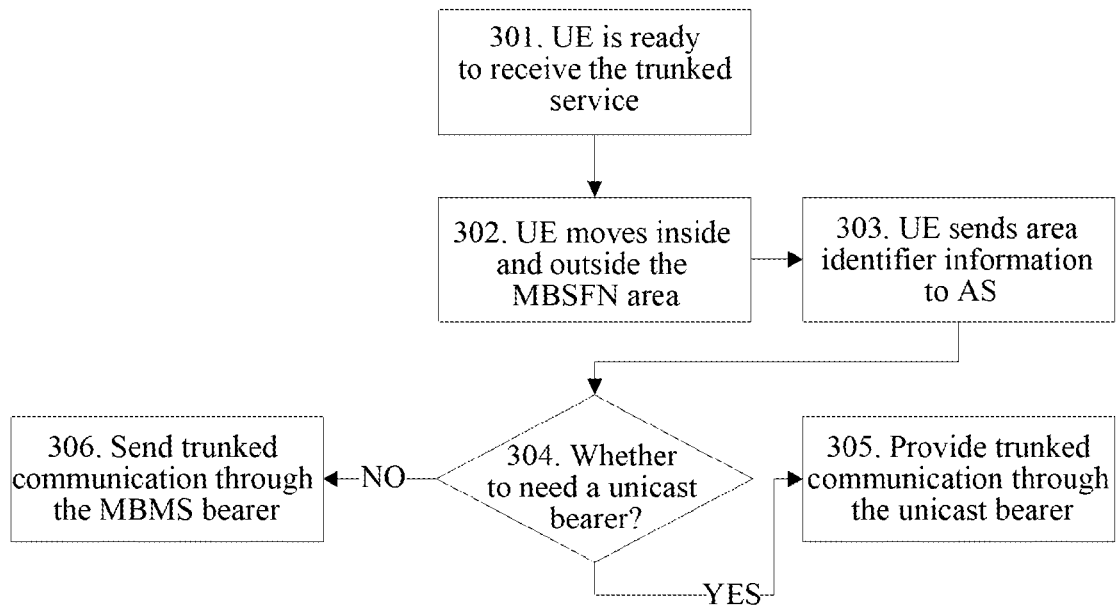 301. UE is ready
to receive the trunked
service
302. UE moves inside
and outside the
MBSFN area
303. UE sends area
identifier information
to AS
304. Whether
to need a unicast
bearer?
NO
306. Send trunked
communication through
the MBMS bearer
YES
305. Provide trunked
communication through
the unicast bearer